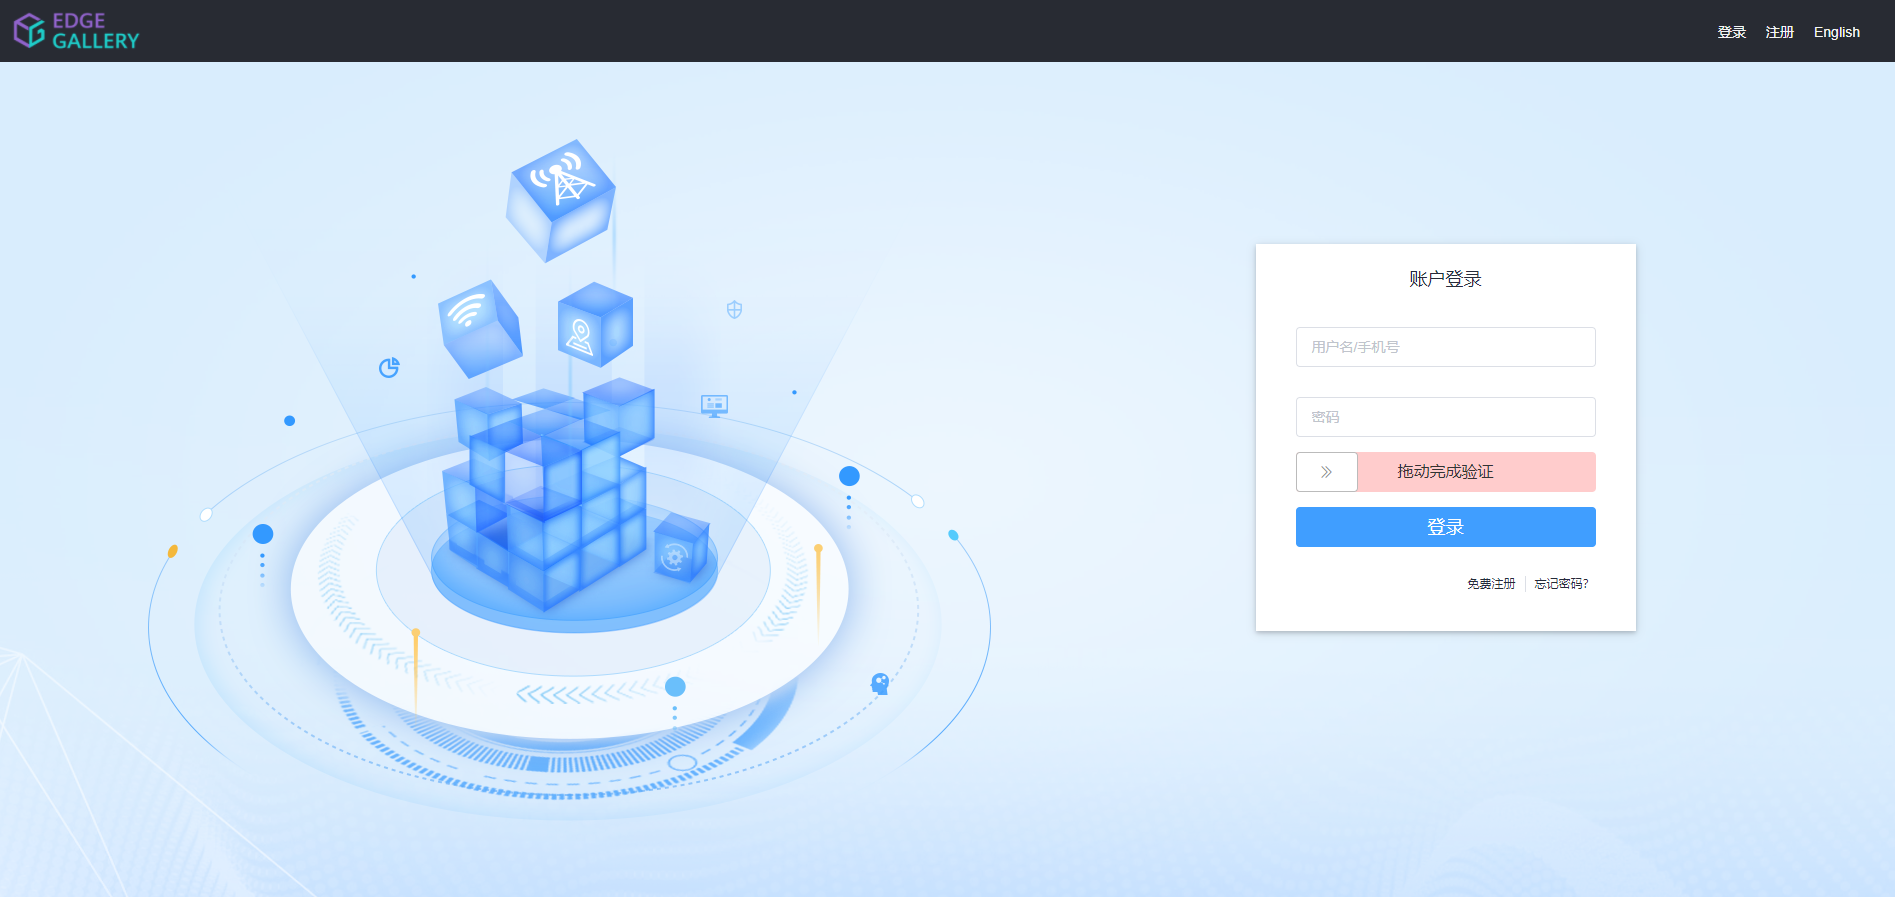 EDGE
GALLERY
登录 注册 English
账户登录
用户名/手机号
密码
拖动完成验证
登录
免费注册 忘记密码?